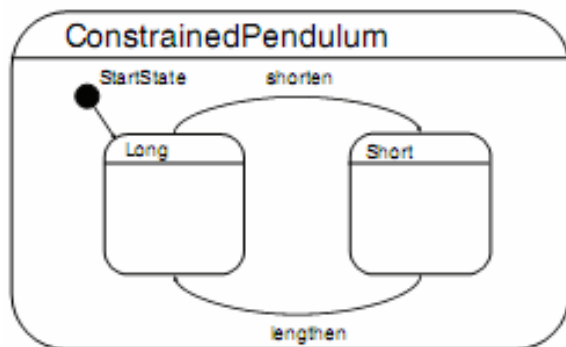 ConstrainedPendulum
StartState
shorten
Long
Short
lengthen